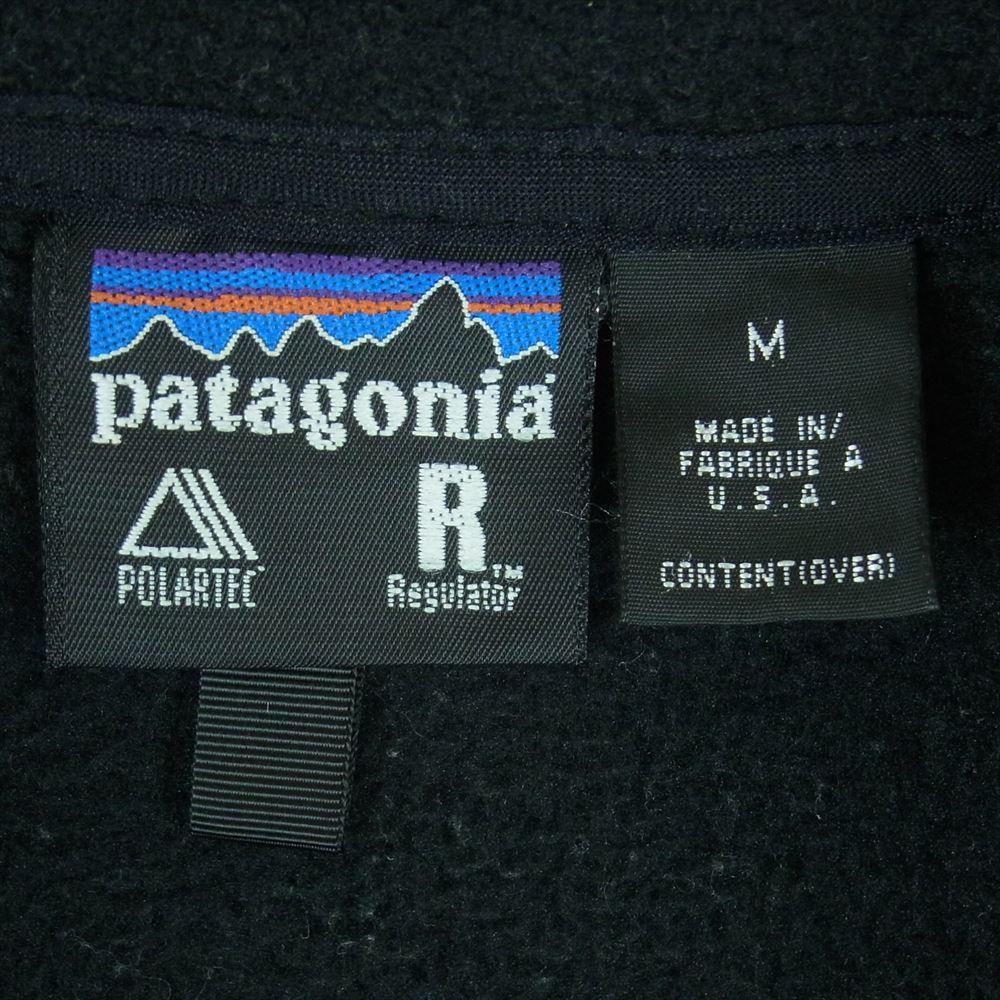 patagonia
POLARTEC
R
Regulator™
M
MADE IN/
FABRIQUE A
U.S.A.
CONTENT(OVER)